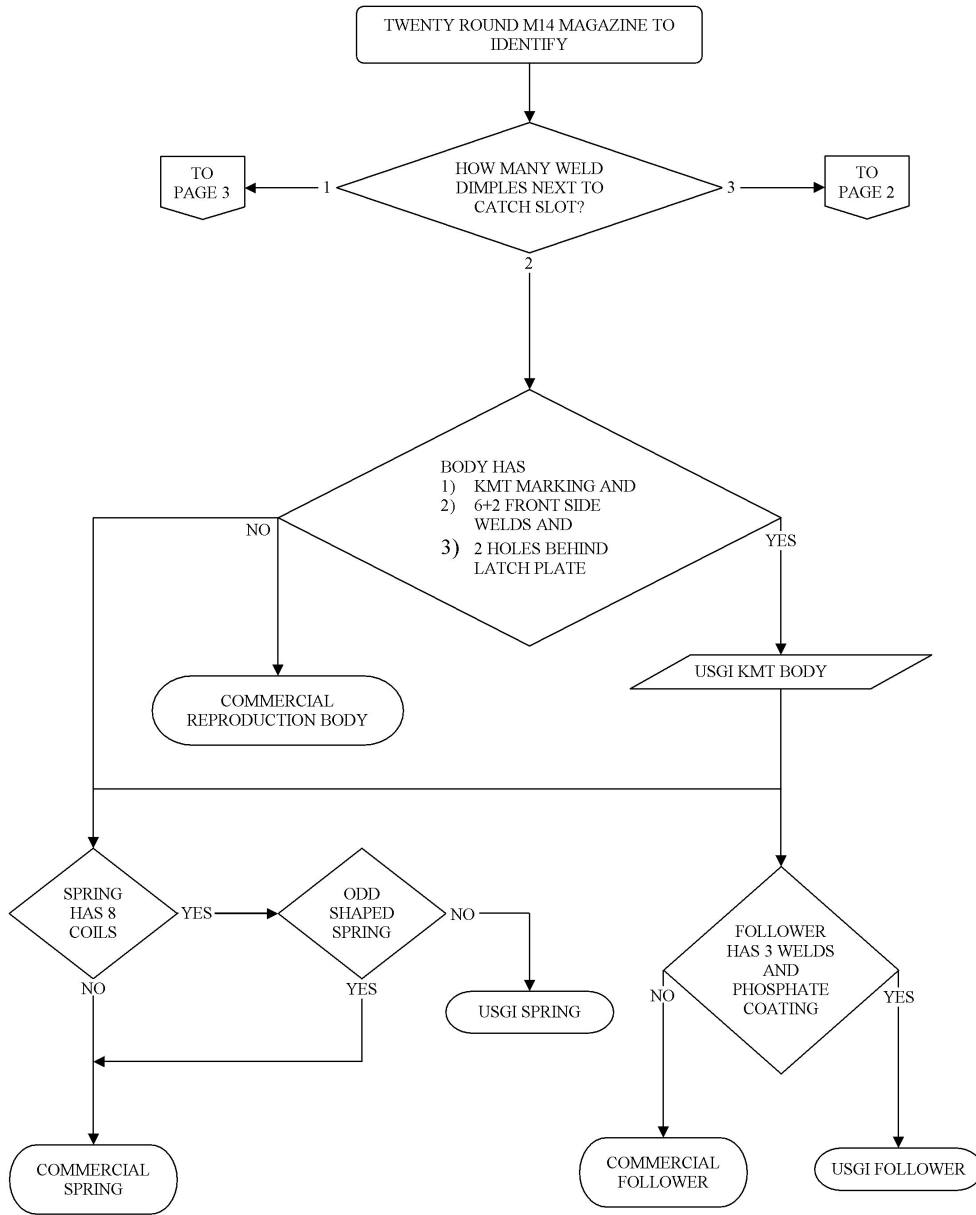 TWENTY ROUND M14 MAGAZINE TO
IDENTIFY
HOW MANY WELD
DIMPLES NEXT TO
CATCH SLOT?
1
TO
PAGE 3
3
TO
PAGE 2
2
BODY HAS
1) KMT MARKING AND
2) 6+2 FRONT SIDE
WELDS AND
3) 2 HOLES BEHIND
LATCH PLATE
NO
YES
COMMERCIAL
REPRODUCTION BODY
USGI KMT BODY
SPRING
HAS 8
COILS
YES
NO
ODD
SHAPED
SPRING
NO
YES
USGI SPRING
FOLLOWER
HAS 3 WELDS
AND
PHOSPHATE
COATING
NO
YES
COMMERCIAL
SPRING
COMMERCIAL
FOLLOWER
USGI FOLLOWER